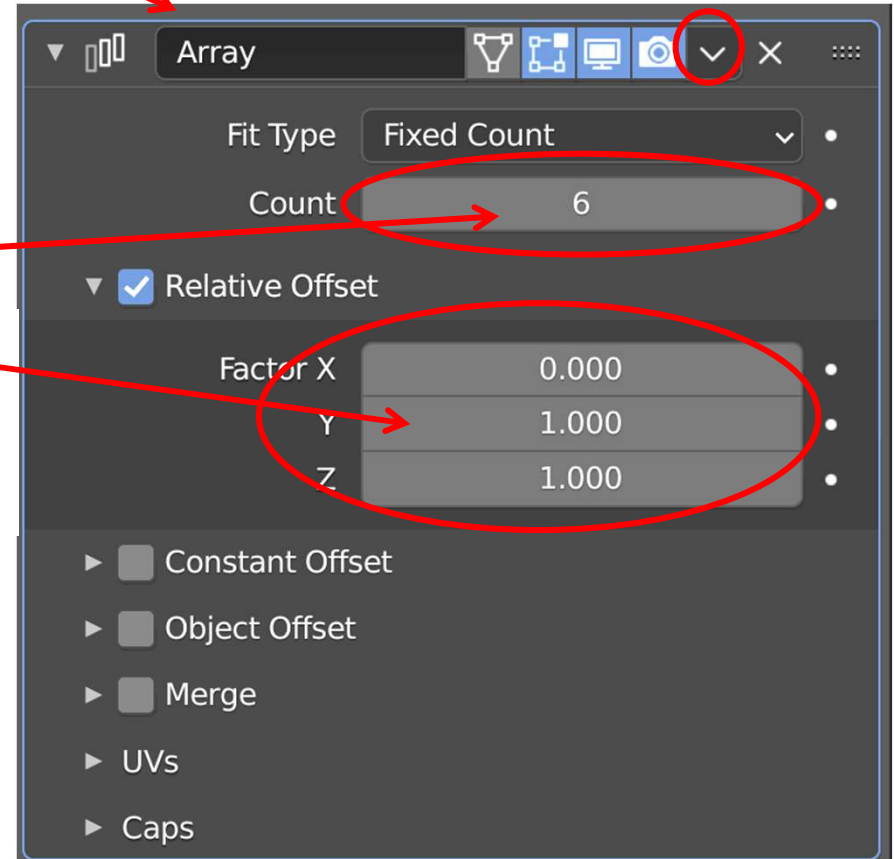 Array
Fit Type Fixed Count
Count 6
Relative Offset
Factor X 0.000
Y 1.000
Z 1.000
Constant Offset
Object Offset
Merge
UVs
Caps